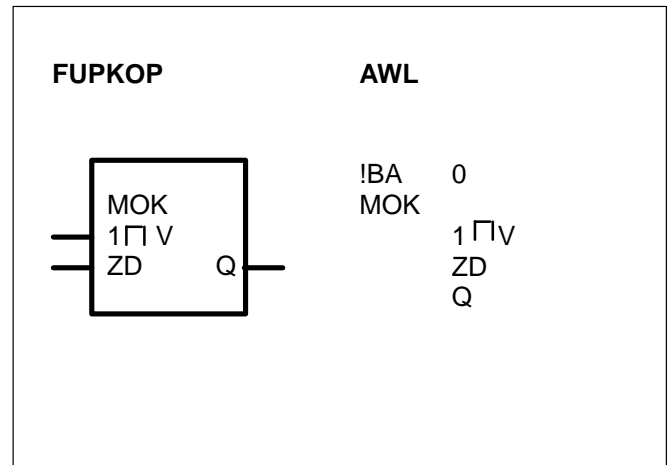 FUPKOP
MOK
1⊓ V
ZD Q
AWL
!BA 0
MOK
1 ⊓V
ZD
Q